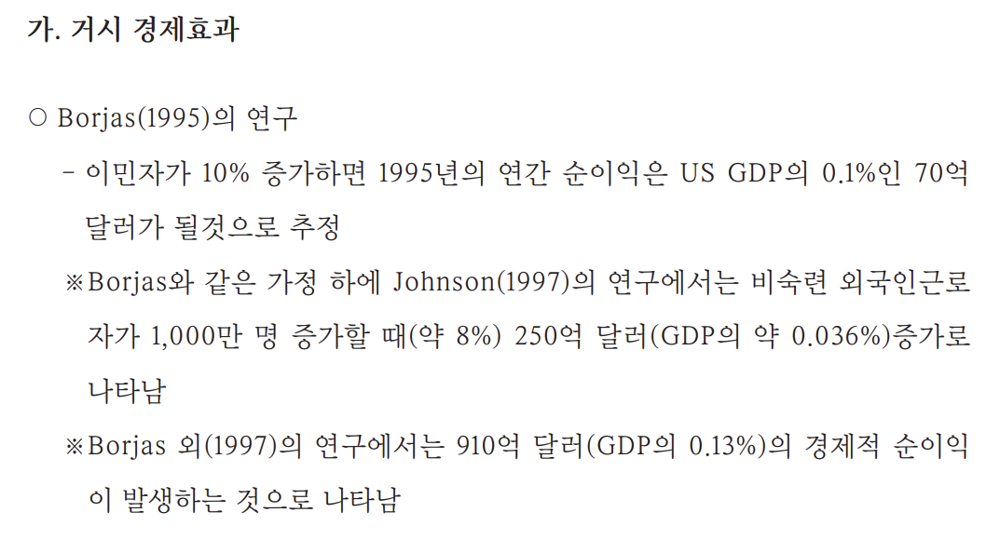 가. 거시 경제효과
○ Borjas(1995)의 연구
- 이민자가 10% 증가하면 1995년의 연간 순이익은 US GDP의 0.1%인 70억
달러가 될것으로 추정
※Borjas와 같은 가정 하에 Johnson(1997)의 연구에서는 비숙련 외국인근로
자가 1,000만 명 증가할 때(약 8%) 250억 달러(GDP의 약 0.036%)증가로
나타남
※Borjas 외(1997)의 연구에서는 910억 달러(GDP의 0.13%)의 경제적 순이익
이 발생하는 것으로 나타남